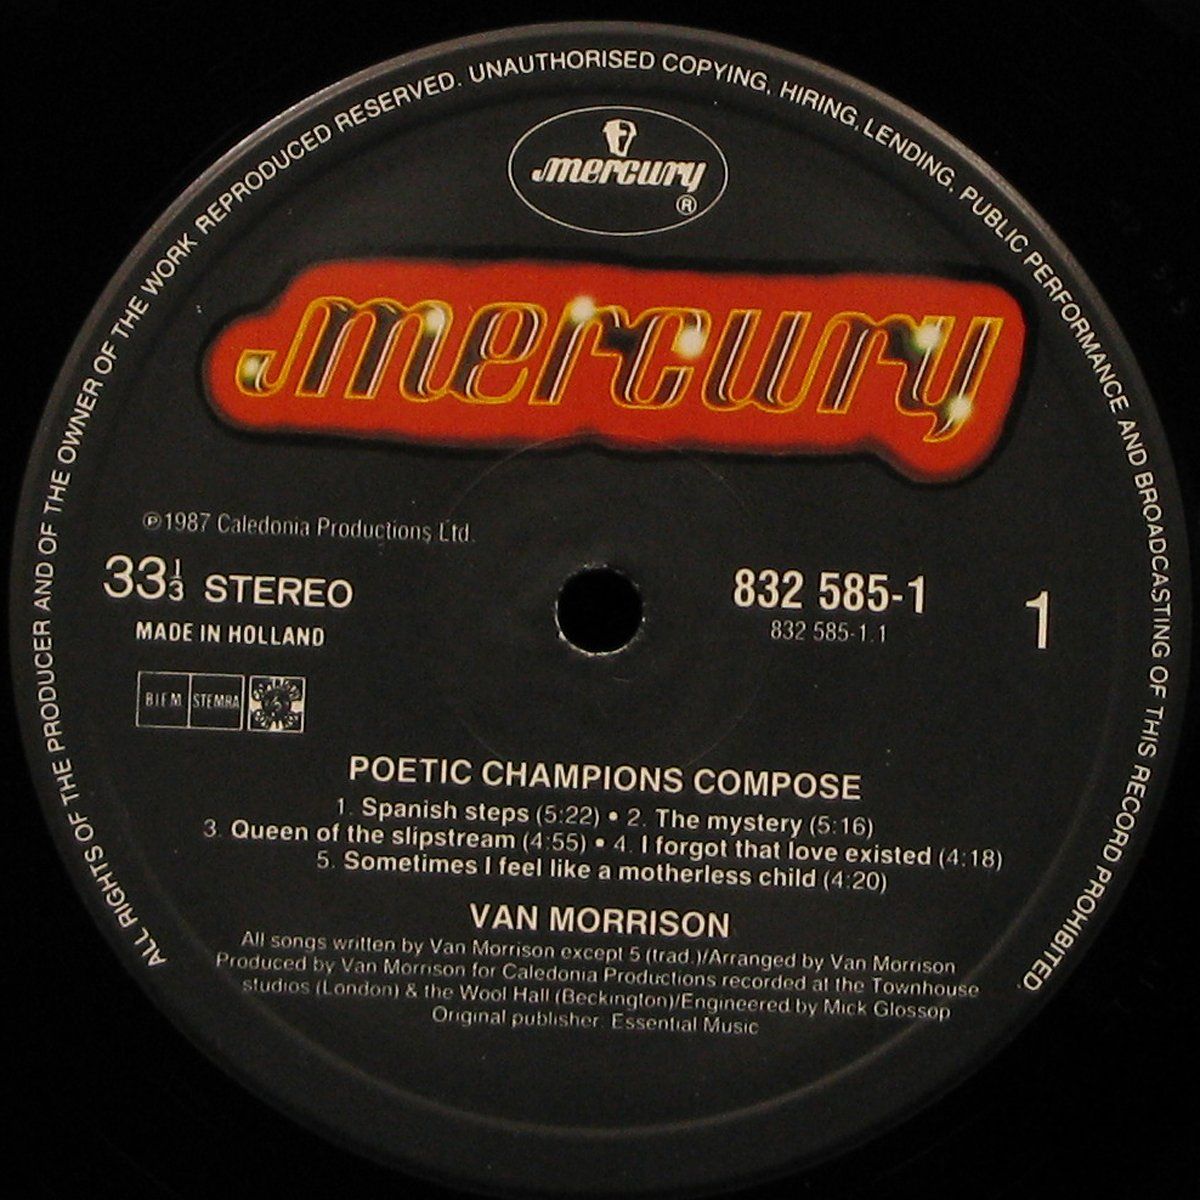 ALL RIGHTS OF THE PRODUCER AND OF THE OWNER OF THE WORK REPRODUCED RESERVED. UNAUTHORISED COPYING, HIRING, LENDING, PUBLIC PERFORMANCE AND BROADCASTING OF THIS RECORD PROHIBITED.
mercury
®
mercury
℗1987 Caledonia Productions Ltd.
33⅓ STEREO
MADE IN HOLLAND
BIEM STEMRA
832 585-1
832 585-1.1
1
POETIC CHAMPIONS COMPOSE
1. Spanish steps (5:22) • 2. The mystery (5:16)
3. Queen of the slipstream (4:55) • 4. I forgot that love existed (4:18)
5. Sometimes I feel like a motherless child (4:20)
VAN MORRISON
All songs written by Van Morrison except 5 (trad.)/Arranged by Van Morrison
Produced by Van Morrison for Caledonia Productions recorded at the Townhouse
studios (London) & the Wool Hall (Beckington)/Engineered by Mick Glossop
Original publisher: Essential Music